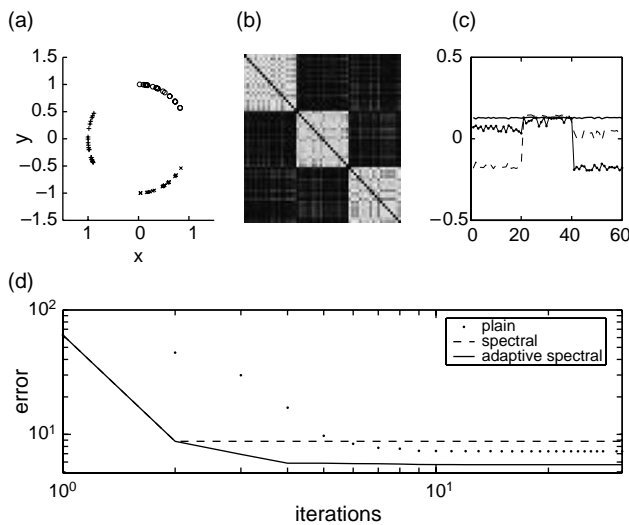 (a)
(b)
(c)
1.5
1
0.5
0
−0.5
−1
−1.5
y
1
0
1
x
0.5
0
−0.5
0
20
40
60
(d)
10^2
10^1
error
plain
spectral
adaptive spectral
10^0
10^1
iterations